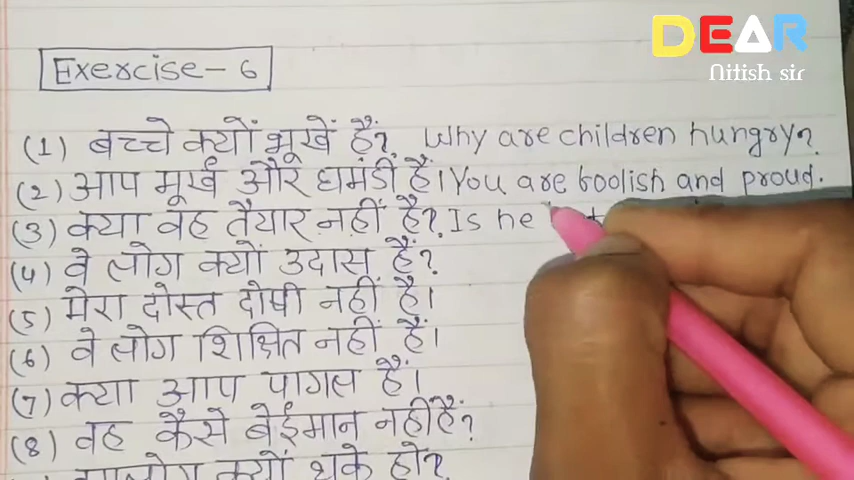 DEAR
Nitish sir
Exercise-6
(1) बच्चे क्यों भूखें हैं? Why are children hungry?
(2) आप मूर्ख और घमंडी हैं। You are foolish and proud.
(3) क्या वह तैयार नहीं है? Is he
(4) वे लोग क्यों उदास हैं?
(5) मेरा दोस्त दोषी नहीं है।
(6) वे लोग शिक्षित नहीं हैं।
(7) क्या आप पागल हैं।
(8) वह कैसे बेईमान नहीं है?
क्यों थके हो?